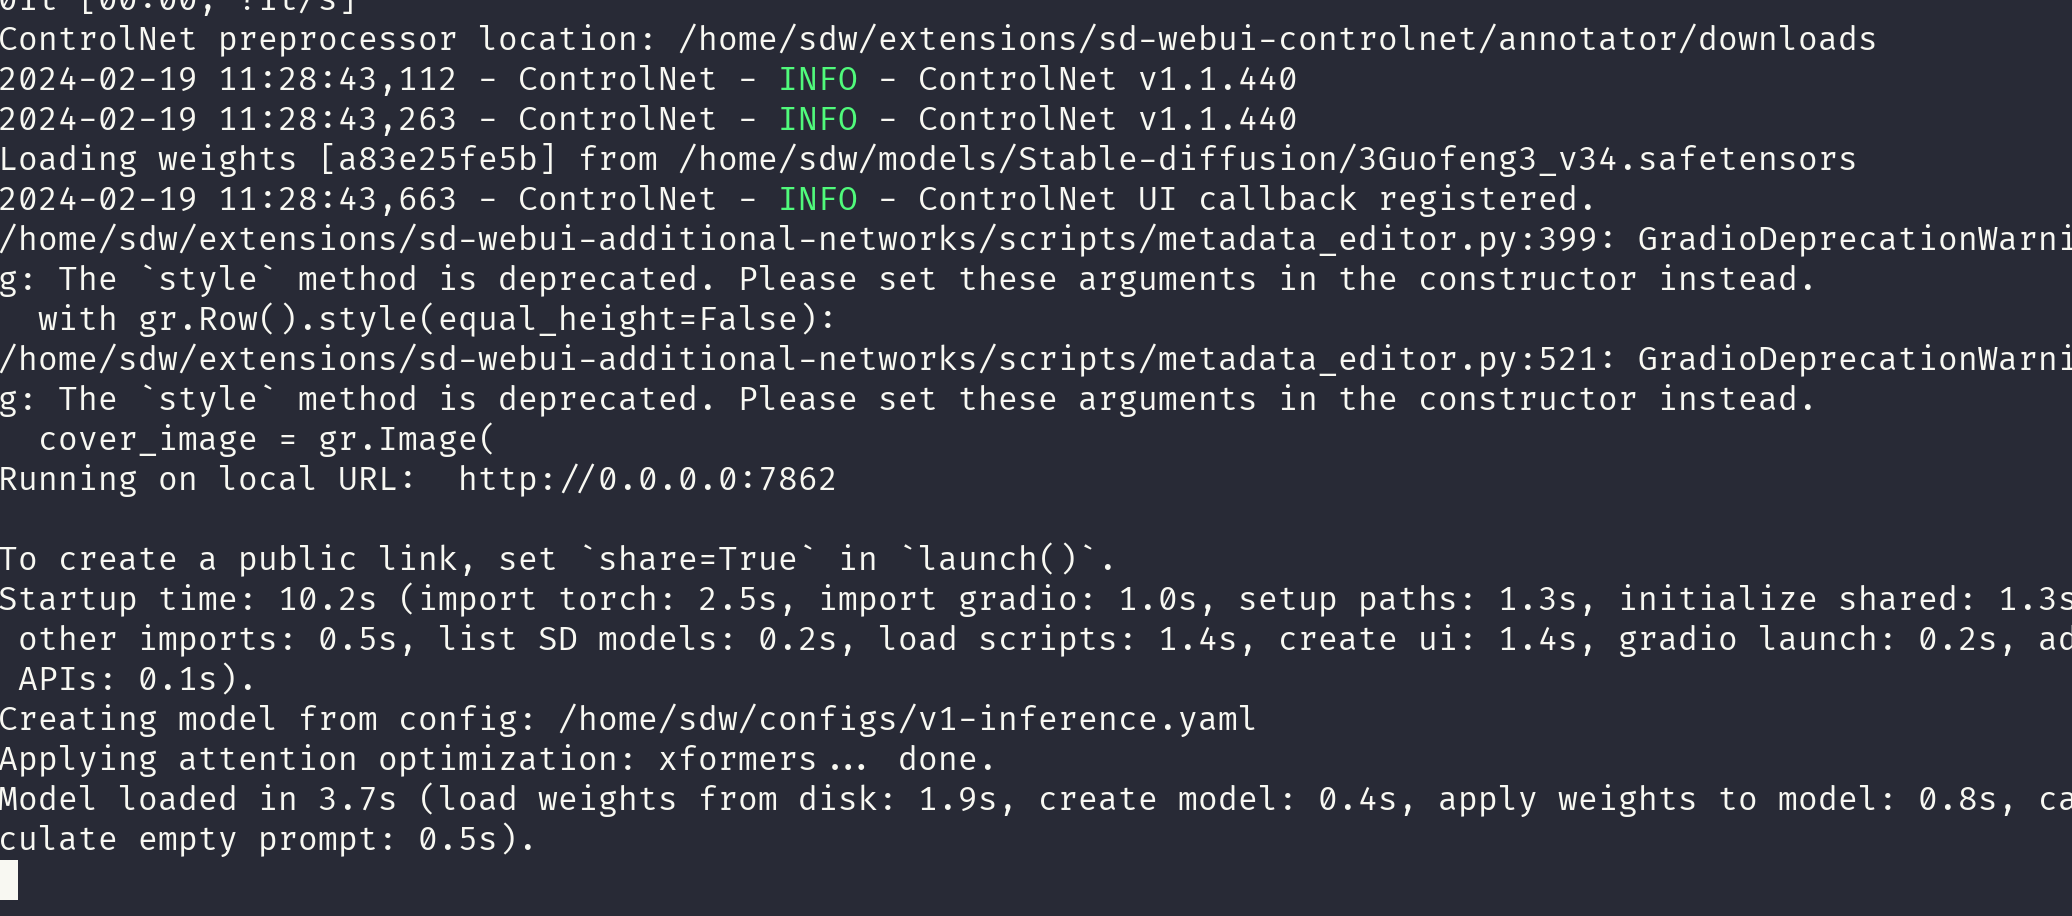 0it [00:00, ?it/s]
ControlNet preprocessor location: /home/sdw/extensions/sd-webui-controlnet/annotator/downloads
2024-02-19 11:28:43,112 - ControlNet - INFO - ControlNet v1.1.440
2024-02-19 11:28:43,263 - ControlNet - INFO - ControlNet v1.1.440
Loading weights [a83e25fe5b] from /home/sdw/models/Stable-diffusion/3Guofeng3_v34.safetensors
2024-02-19 11:28:43,663 - ControlNet - INFO - ControlNet UI callback registered.
/home/sdw/extensions/sd-webui-additional-networks/scripts/metadata_editor.py:399: GradioDeprecationWarni
g: The `style` method is deprecated. Please set these arguments in the constructor instead.
  with gr.Row().style(equal_height=False):
/home/sdw/extensions/sd-webui-additional-networks/scripts/metadata_editor.py:521: GradioDeprecationWarni
g: The `style` method is deprecated. Please set these arguments in the constructor instead.
  cover_image = gr.Image(
Running on local URL:  http://0.0.0.0:7862
To create a public link, set `share=True` in `launch()`.
Startup time: 10.2s (import torch: 2.5s, import gradio: 1.0s, setup paths: 1.3s, initialize shared: 1.3s
 other imports: 0.5s, list SD models: 0.2s, load scripts: 1.4s, create ui: 1.4s, gradio launch: 0.2s, ad
 APIs: 0.1s).
Creating model from config: /home/sdw/configs/v1-inference.yaml
Applying attention optimization: xformers... done.
Model loaded in 3.7s (load weights from disk: 1.9s, create model: 0.4s, apply weights to model: 0.8s, ca
culate empty prompt: 0.5s).